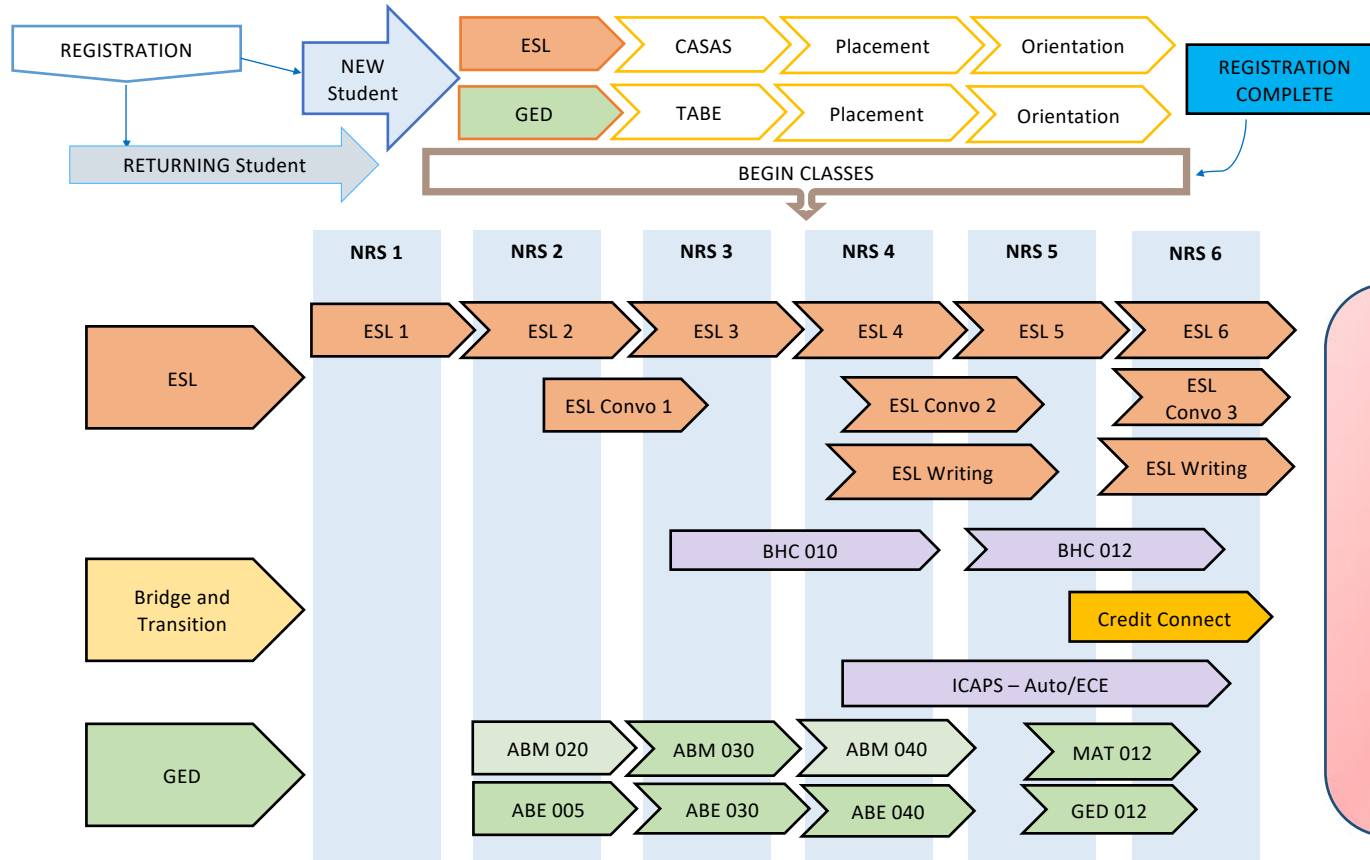 REGISTRATION
NEW
Student
RETURNING Student
ESL
CASAS
Placement
Orientation
GED
TABE
Placement
Orientation
REGISTRATION
COMPLETE
BEGIN CLASSES
NRS 1
NRS 2
NRS 3
NRS 4
NRS 5
NRS 6
ESL
ESL 1
ESL 2
ESL 3
ESL 4
ESL 5
ESL 6
ESL Convo 1
ESL Convo 2
ESL
Convo 3
ESL Writing
ESL Writing
Bridge and
Transition
BHC 010
BHC 012
Credit Connect
ICAPS – Auto/ECE
GED
ABM 020
ABM 030
ABM 040
MAT 012
ABE 005
ABE 030
ABE 040
GED 012